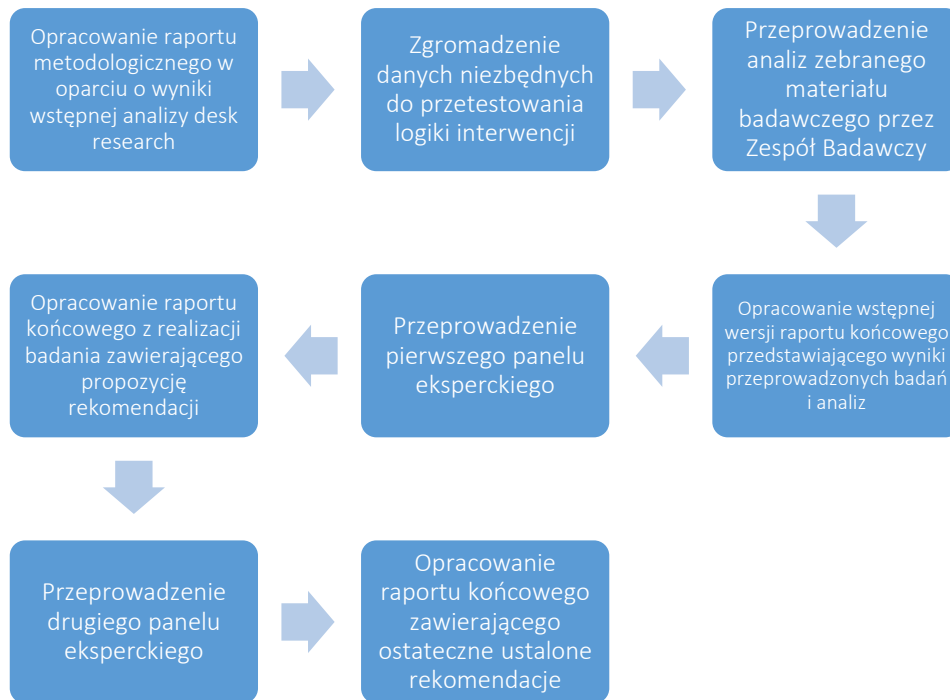 Opracowanie raportu
metodologicznego w
oparciu o wyniki
wstępnej analizy desk
research
Zgromadzenie
danych niezbędnych
do przetestowania
logiki interwencji
Przeprowadzenie
analiz zebranego
materiału
badawczego przez
Zespół Badawczy
Opracowanie wstępnej
wersji raportu końcowego
przedstawiającego wyniki
przeprowadzonych badań
i analiz
Przeprowadzenie
pierwszego panelu
eksperckiego
Opracowanie raportu
końcowego z realizacji
badania zawierającego
propozycję
rekomendacji
Przeprowadzenie
drugiego panelu
eksperckiego
Opracowanie
raportu końcowego
zawierającego
ostateczne ustalone
rekomendacje